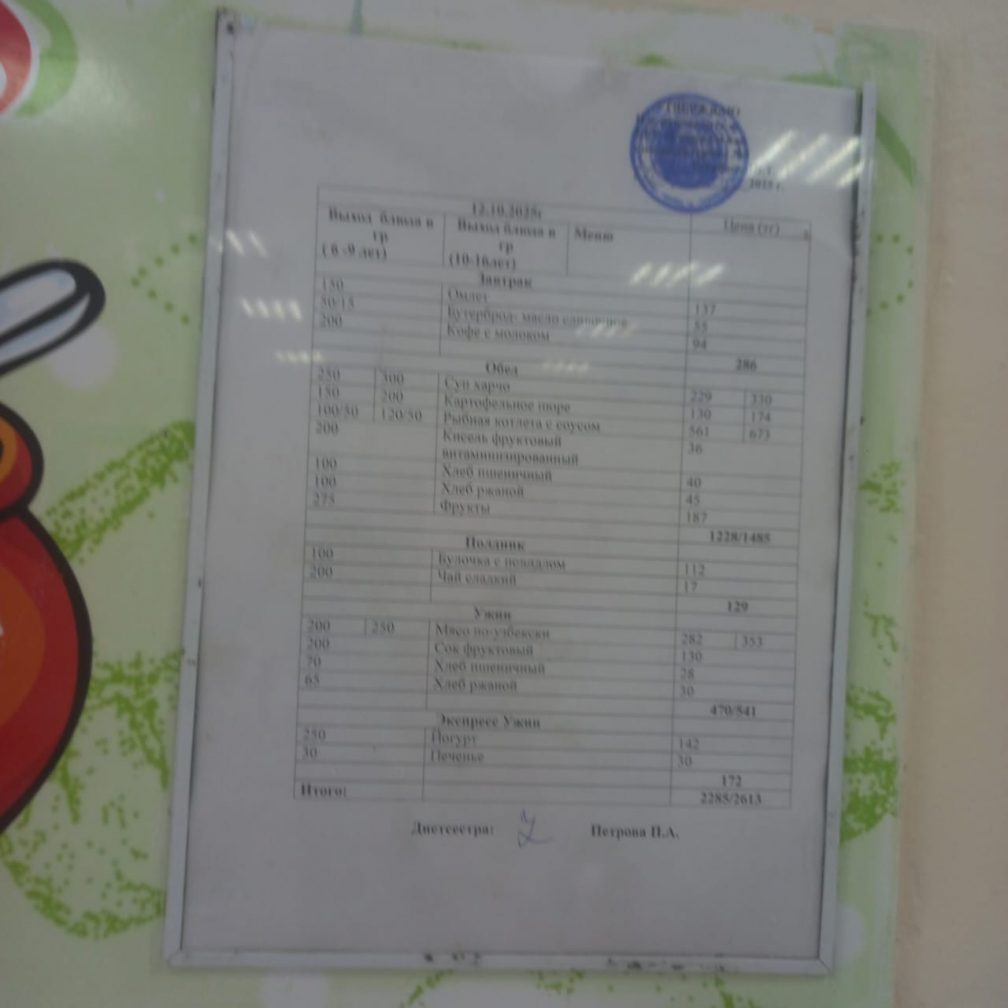 УТВЕРЖДАЮ
2025 г.
12.10.2025г
Выход блюда в гр ( 6 -9 лет) Выход блюда в гр (10-16лет) Меню Цена (тг)
Завтрак
150 Омлет 137
50/15 Бутерброд- масло сливочное 55
200 Кофе с молоком 94
286
Обед
250 300 Суп харчо 229 330
150 200 Картофельное пюре 130 174
100/50 120/50 Рыбная котлета с соусом 561 673
200 Кисель фруктовый 36
витаминизированный
100 Хлеб пшеничный 40
100 Хлеб ржаной 45
275 Фрукты 187
1228/1485
Полдник
100 Булочка с повидлом 112
200 Чай сладкий 17
129
Ужин
200 250 Мясо по-узбекски 282 353
200 Сок фруктовый 130
70 Хлеб пшеничный 28
65 Хлеб ржаной 30
470/541
Экспресс Ужин
250 Йогурт 142
30 Печенье 30
172
Итого: 2285/2613
Диетсестра: Петрова П.А.